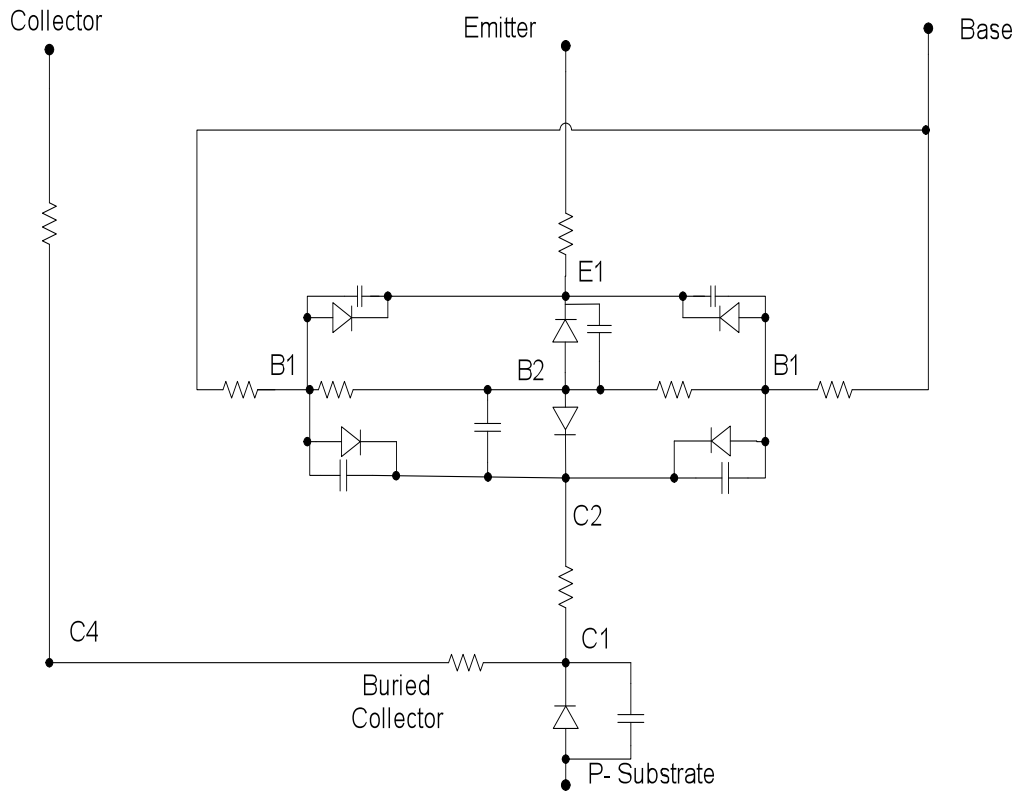 Collector
Emitter
Base
E1
B1
B2
B1
C2
C4
C1
Buried
Collector
P- Substrate